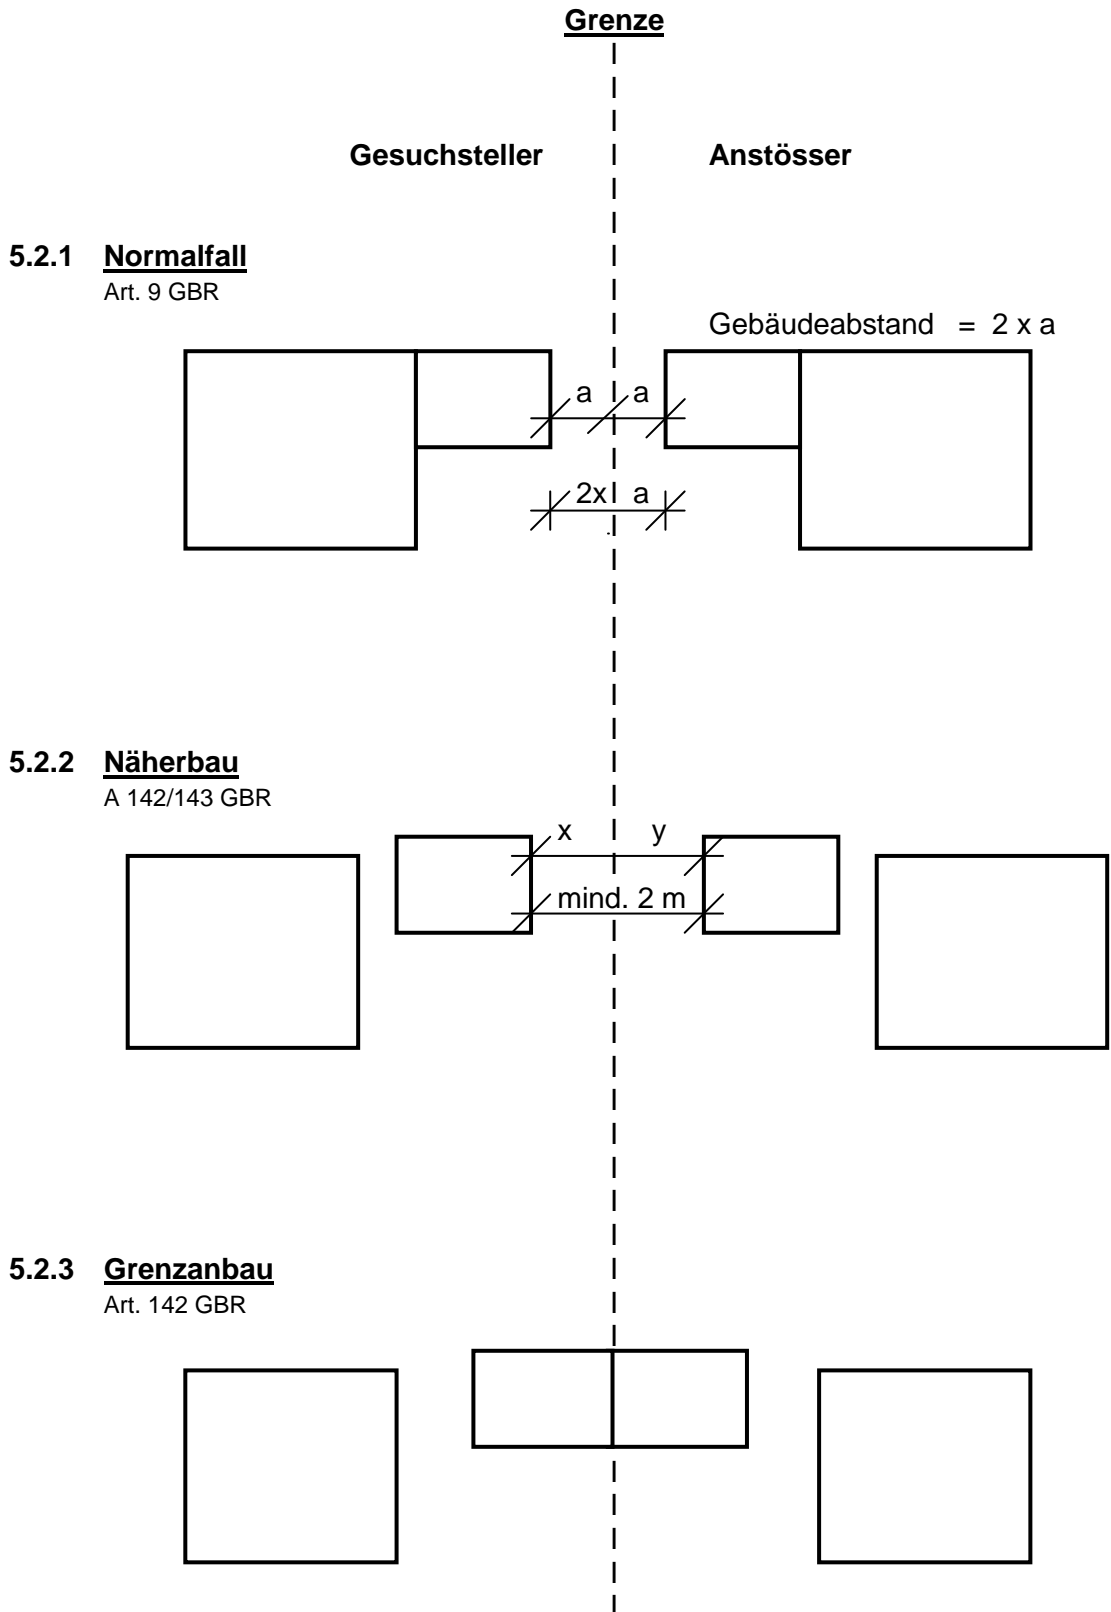 Grenze
Gesuchsteller Anstösser
5.2.1 Normalfall
Art. 9 GBR
Gebäudeabstand = 2 x a
a a
2x a
5.2.2 Näherbau
A 142/143 GBR
x y
mind. 2 m
5.2.3 Grenzanbau
Art. 142 GBR